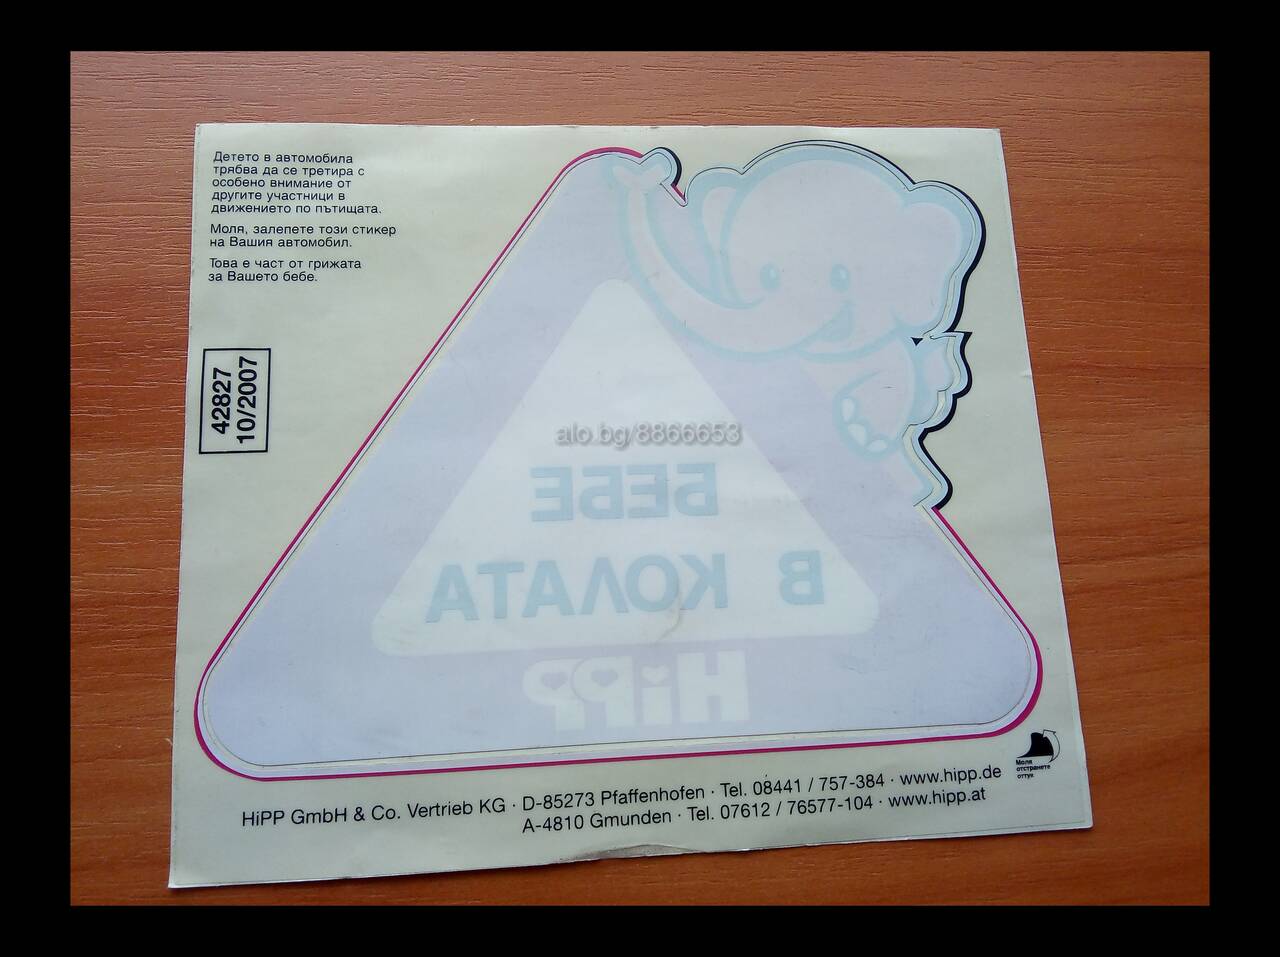 Детето в автомобила
трябва да се третира с
особено внимание от
другите участници в
движението по пътищата.
Моля, залепете този стикер
на Вашия автомобил.
Това е част от грижата
за Вашето бебе.
42827
10/2007
alo.bg/8866653
БЕБЕ
В КОЛАТА
HiPP
Моля
отстранете
оттук
HiPP GmbH & Co. Vertrieb KG · D-85273 Pfaffenhofen · Tel. 08441 / 757-384 · www.hipp.de
A-4810 Gmunden · Tel. 07612 / 76577-104 · www.hipp.at